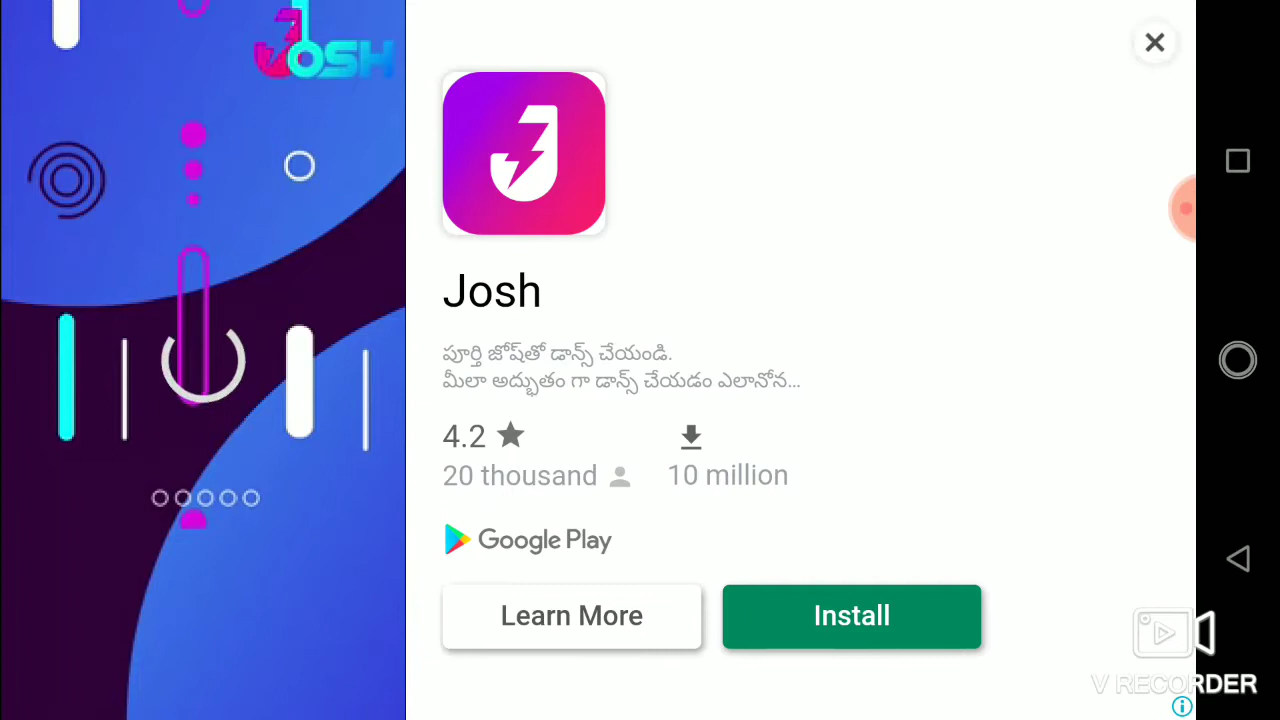 JOSH
Josh
పూర్తి జోష్‌తో డాన్స్ చేయండి.
మీలా అద్భుతం గా డాన్స్ చేయడం ఎలానోన...
4.2
20 thousand
10 million
Google Play
Learn More
Install
V RECORDER